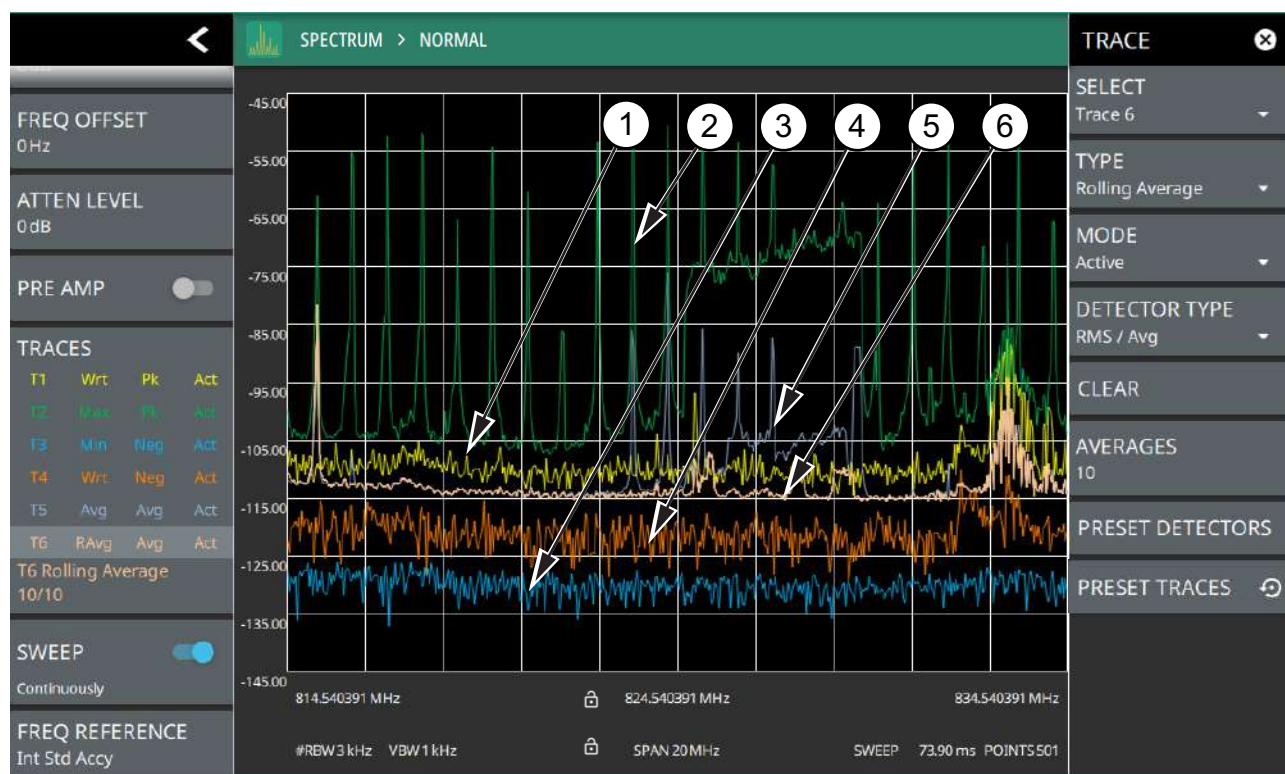 SPECTRUM > NORMAL
FREQ OFFSET
0 Hz
ATTEN LEVEL
0 dB
PRE AMP
TRACES
T1 Wrt Pk Act
T2 Max Pk Act
T3 Min Neg Act
T4 Wrt Neg Act
T5 Avg Avg Act
T6 RAvg Avg Act
T6 Rolling Average
10/10
SWEEP
Continuously
FREQ REFERENCE
Int Std Accy
1 2 3 4 5 6
-45.00
-55.00
-65.00
-75.00
-85.00
-95.00
-105.00
-115.00
-125.00
-135.00
-145.00
814.540391 MHz 824.540391 MHz 834.540391 MHz
#RBW 3 kHz VBW 1 kHz SPAN 20 MHz SWEEP 73.90 ms POINTS 501
TRACE
SELECT
Trace 6
TYPE
Rolling Average
MODE
Active
DETECTOR TYPE
RMS / Avg
CLEAR
AVERAGES
10
PRESET DETECTORS
PRESET TRACES